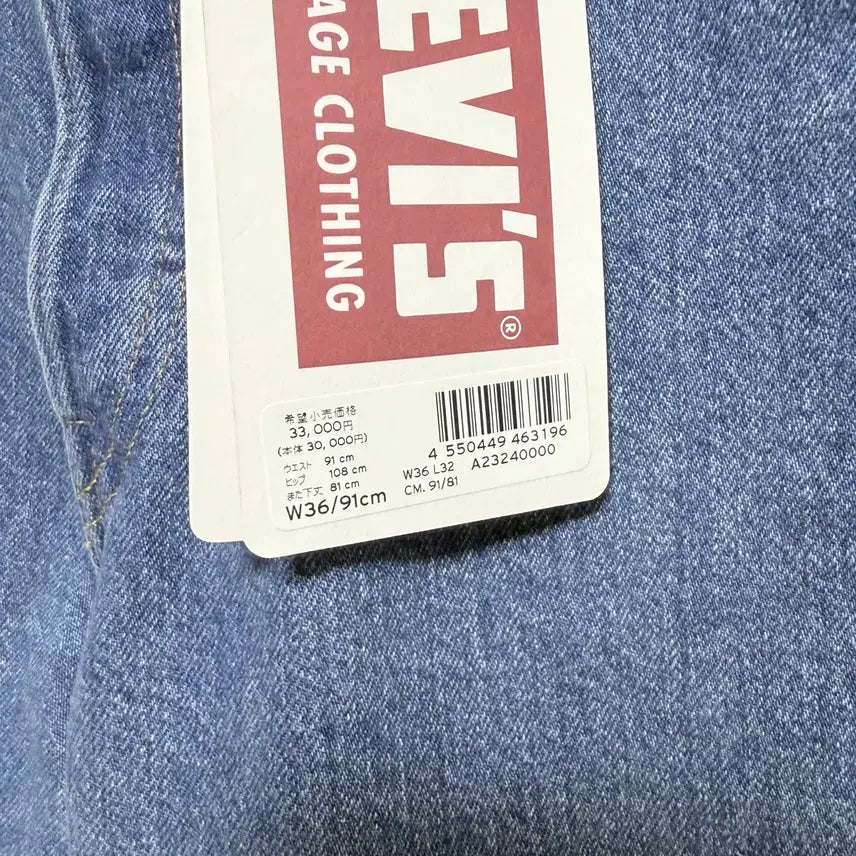 EVI'S®
AGE CLOTHING
希望小売価格
33,000円
(本体 30,000円)
ウエスト 91 cm
ヒップ 108 cm
また下丈 81 cm
W36/91cm
4 550449 463196
W36 L32 A23240000
CM. 91/81